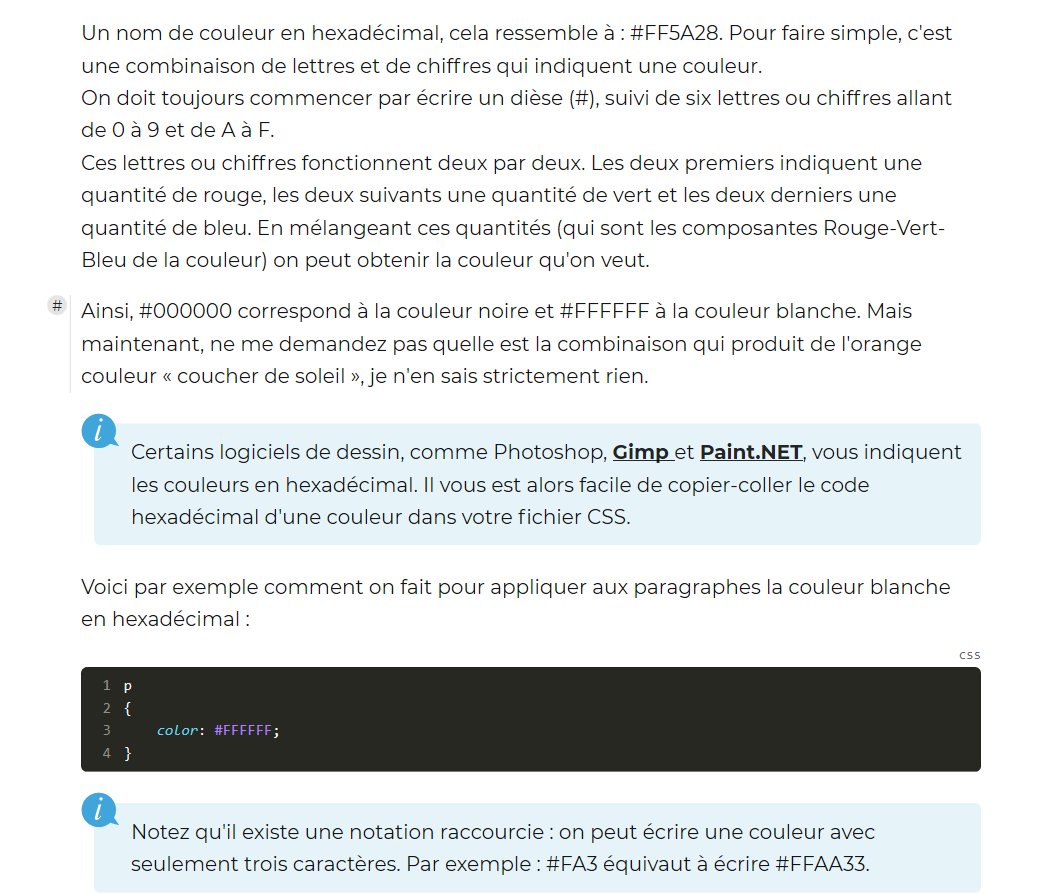 Un nom de couleur en hexadécimal, cela ressemble à : #FF5A28. Pour faire simple, c'est
une combinaison de lettres et de chiffres qui indiquent une couleur.
On doit toujours commencer par écrire un dièse (#), suivi de six lettres ou chiffres allant
de 0 à 9 et de A à F.
Ces lettres ou chiffres fonctionnent deux par deux. Les deux premiers indiquent une
quantité de rouge, les deux suivants une quantité de vert et les deux derniers une
quantité de bleu. En mélangeant ces quantités (qui sont les composantes Rouge-Vert-
Bleu de la couleur) on peut obtenir la couleur qu'on veut.
# Ainsi, #000000 correspond à la couleur noire et #FFFFFF à la couleur blanche. Mais
maintenant, ne me demandez pas quelle est la combinaison qui produit de l'orange
couleur « coucher de soleil », je n'en sais strictement rien.
i
Certains logiciels de dessin, comme Photoshop, Gimp et Paint.NET, vous indiquent
les couleurs en hexadécimal. Il vous est alors facile de copier-coller le code
hexadécimal d'une couleur dans votre fichier CSS.
Voici par exemple comment on fait pour appliquer aux paragraphes la couleur blanche
en hexadécimal :
CSS
1 p
2 {
3 color: #FFFFFF;
4 }
i
Notez qu'il existe une notation raccourcie : on peut écrire une couleur avec
seulement trois caractères. Par exemple : #FA3 équivaut à écrire #FFAA33.